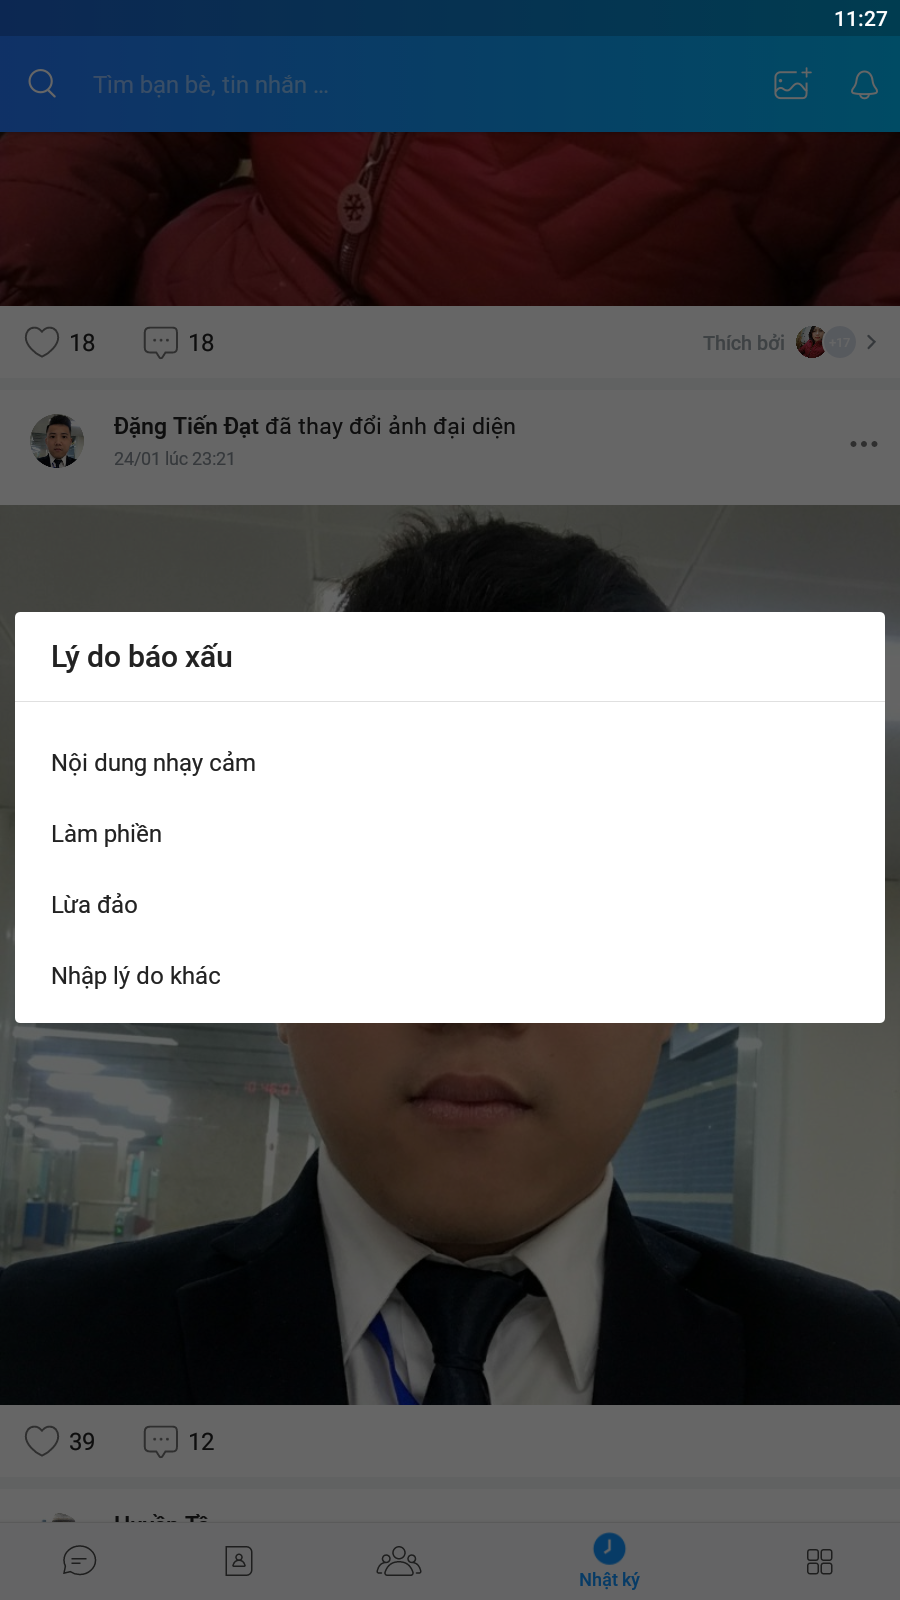 11:27
Tìm bạn bè, tin nhắn ...
18
18
Thích bởi
+17
Đặng Tiến Đạt đã thay đổi ảnh đại diện
24/01 lúc 23:21
Lý do báo xấu
Nội dung nhạy cảm
Làm phiền
Lừa đảo
Nhập lý do khác
39
12
Nhật ký